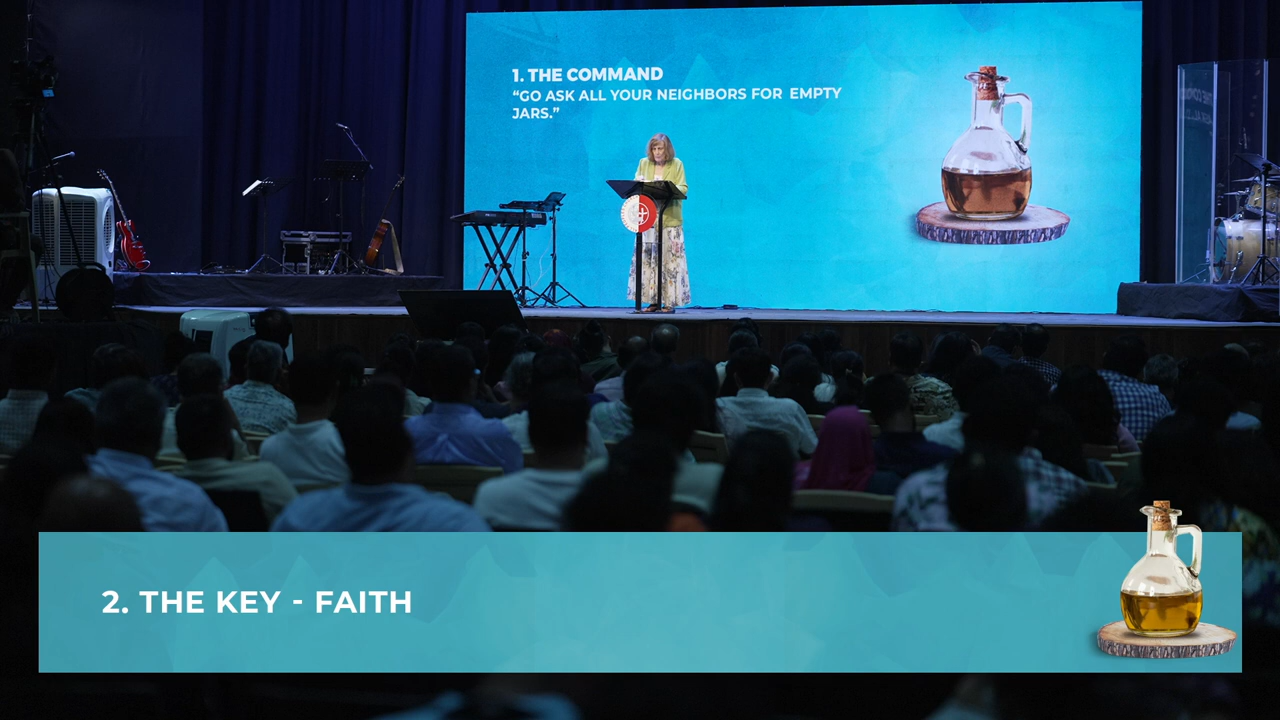 1. THE COMMAND
“GO ASK ALL YOUR NEIGHBORS FOR EMPTY
JARS.”
2. THE KEY - FAITH